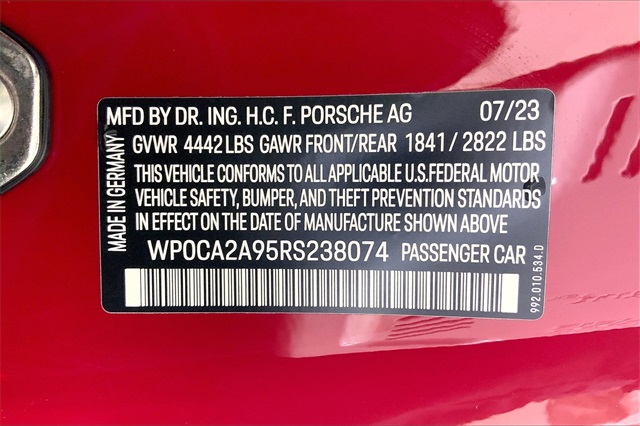 MFD BY DR. ING. H.C. F. PORSCHE AG 07/23
GVWR 4442 LBS GAWR FRONT/REAR 1841 / 2822 LBS
THIS VEHICLE CONFORMS TO ALL APPLICABLE U.S.FEDERAL MOTOR
VEHICLE SAFETY, BUMPER, AND THEFT PREVENTION STANDARDS
IN EFFECT ON THE DATE OF MANUFACTURE SHOWN ABOVE
WP0CA2A95RS238074 PASSENGER CAR
MADE IN GERMANY
992.010.534.D